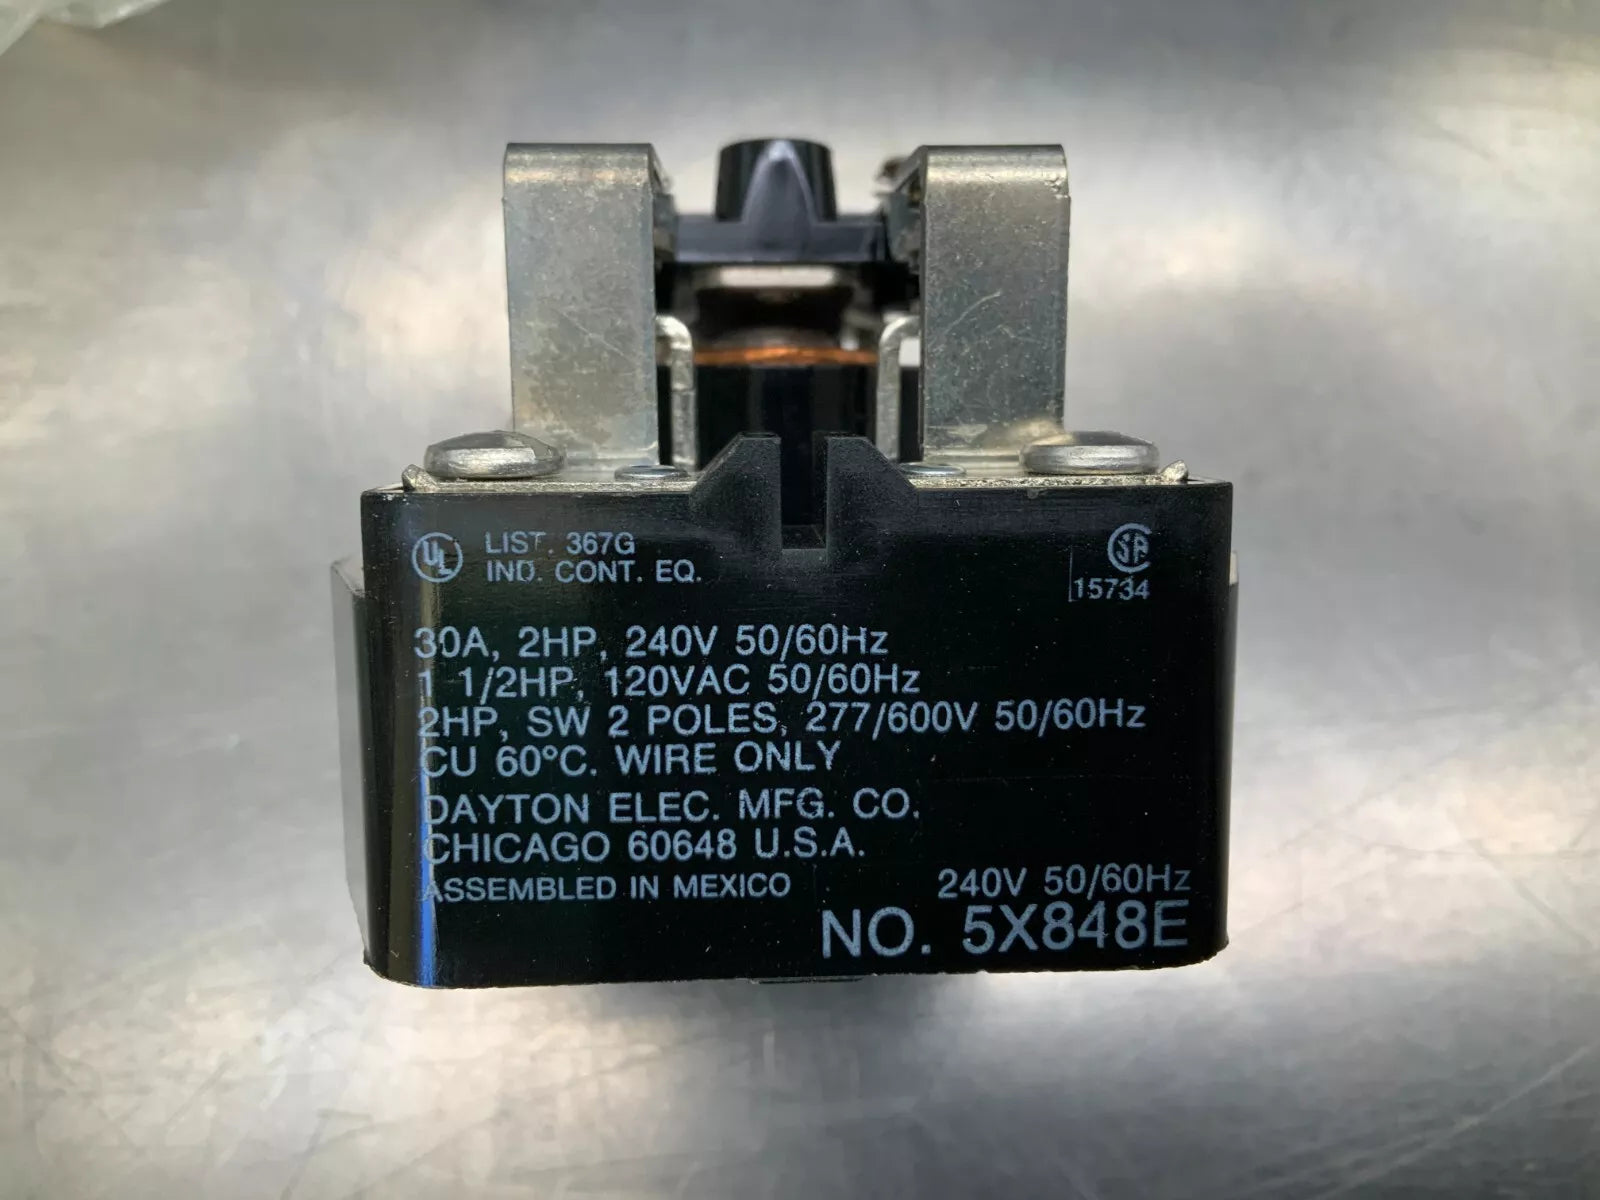 UL LIST. 367G
IND. CONT. EQ.
SA
15734
30A, 2HP, 240V 50/60Hz
1 1/2HP, 120VAC 50/60Hz
2HP, SW 2 POLES, 277/600V 50/60Hz
CU 60°C. WIRE ONLY
DAYTON ELEC. MFG. CO.
CHICAGO 60648 U.S.A.
ASSEMBLED IN MEXICO
240V 50/60Hz
NO. 5X848E